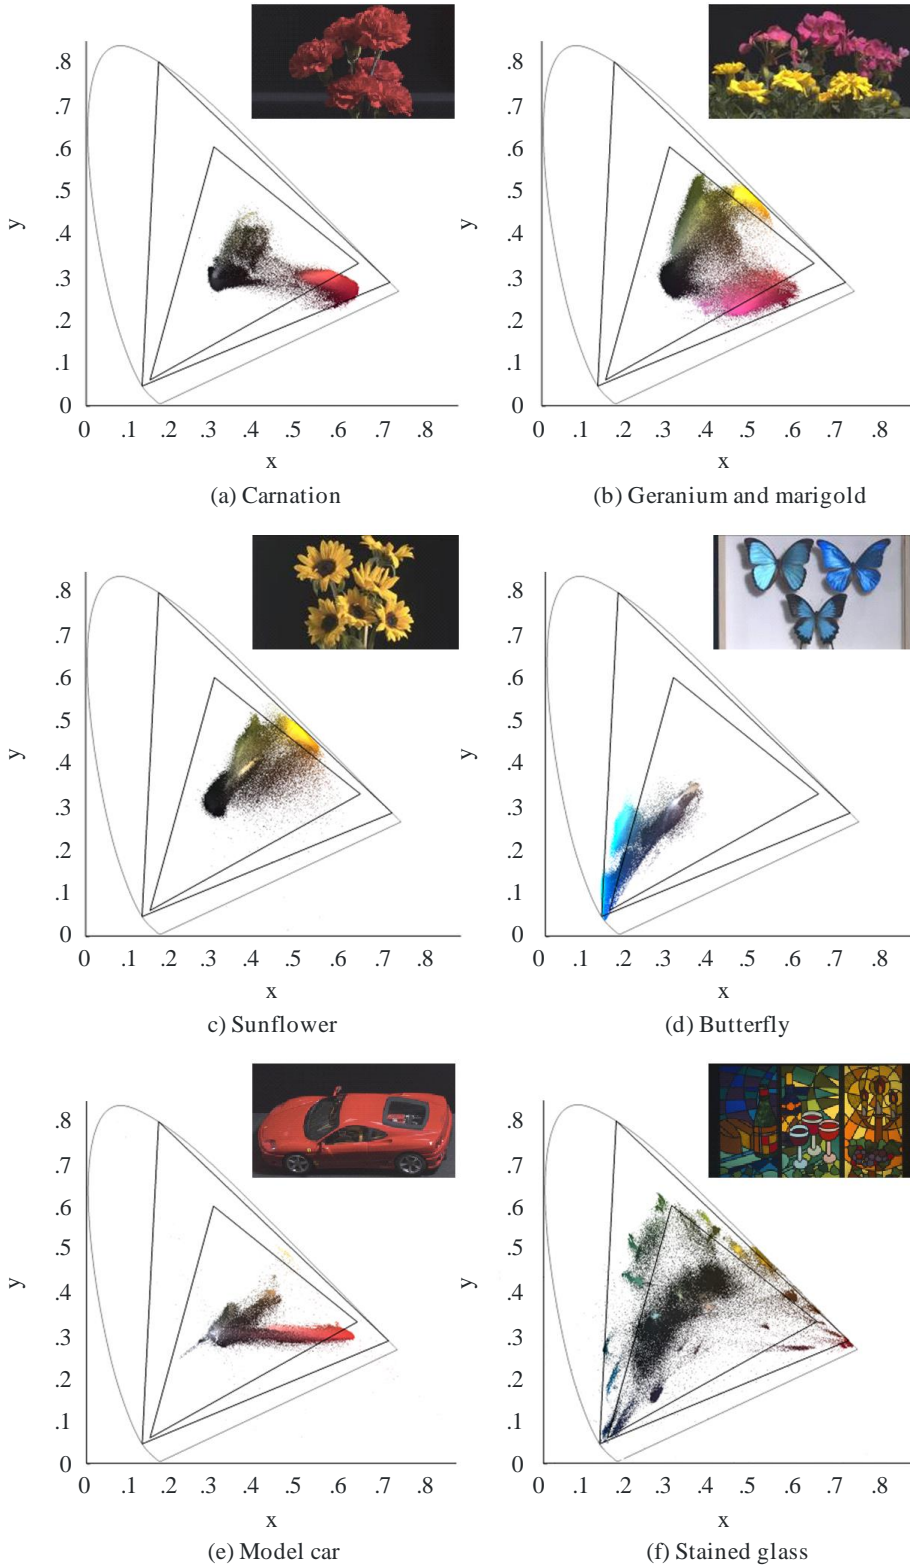 y
.8
.7
.6
.5
.4
.3
.2
.1
0
0 .1 .2 .3 .4 .5 .6 .7 .8
x
(a) Carnation
y
.8
.7
.6
.5
.4
.3
.2
.1
0
0 .1 .2 .3 .4 .5 .6 .7 .8
x
(b) Geranium and marigold
y
.8
.7
.6
.5
.4
.3
.2
.1
0
0 .1 .2 .3 .4 .5 .6 .7 .8
x
c) Sunflower
y
.8
.7
.6
.5
.4
.3
.2
.1
0
0 .1 .2 .3 .4 .5 .6 .7 .8
x
(d) Butterfly
y
.8
.7
.6
.5
.4
.3
.2
.1
0
0 .1 .2 .3 .4 .5 .6 .7 .8
x
(e) Model car
y
.8
.7
.6
.5
.4
.3
.2
.1
0
0 .1 .2 .3 .4 .5 .6 .7 .8
x
(f) Stained glass